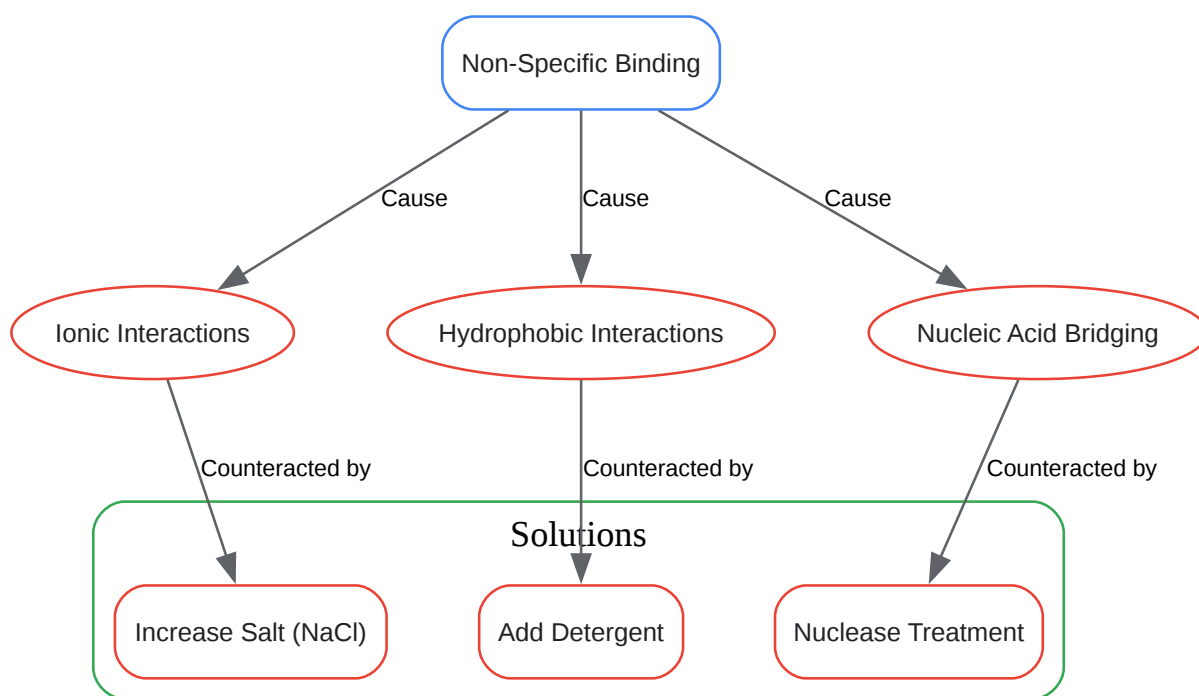 Non-Specific Binding
Cause
Cause
Cause
Ionic Interactions
Hydrophobic Interactions
Nucleic Acid Bridging
Counteracted by
Counteracted by
Counteracted by
Solutions
Increase Salt (NaCl)
Add Detergent
Nuclease Treatment